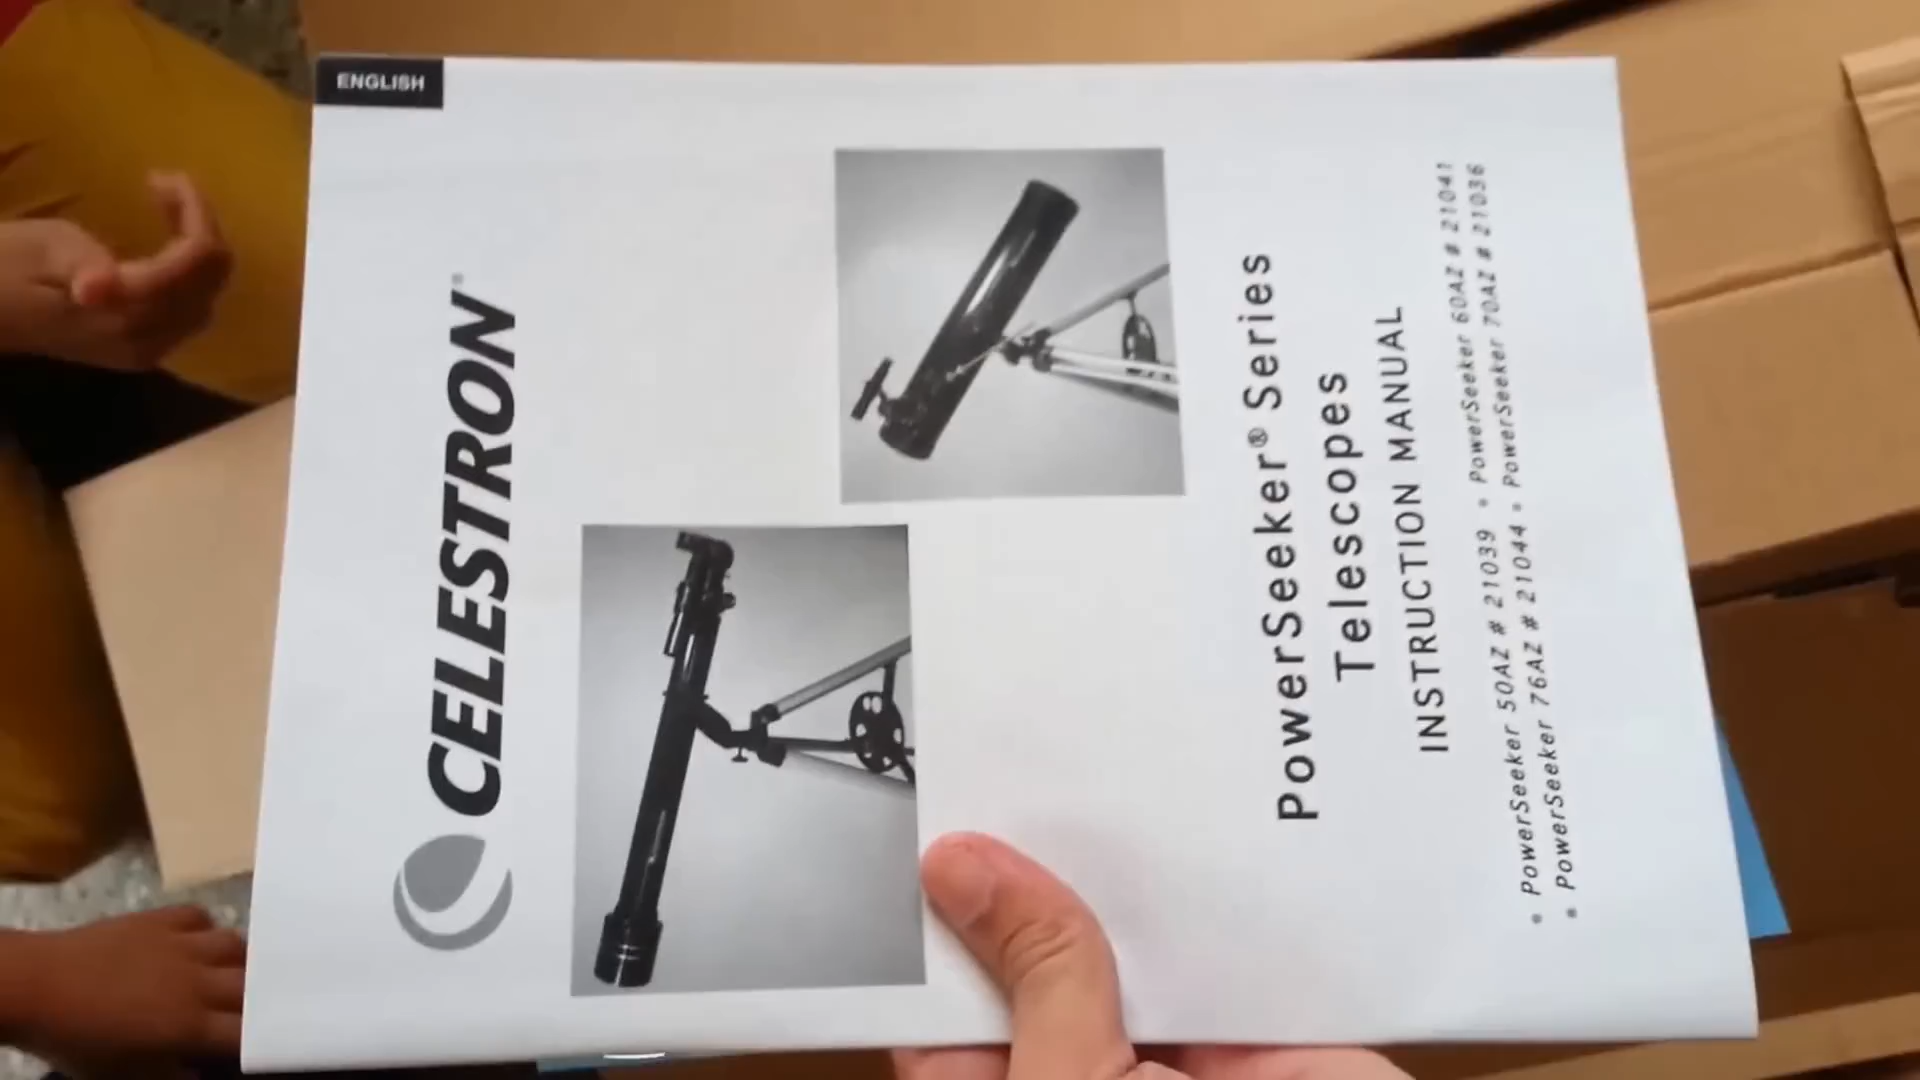 ENGLISH
CELESTRON®
PowerSeeker® Series
Telescopes
INSTRUCTION MANUAL
• PowerSeeker 50AZ # 21039 • PowerSeeker 60AZ # 21041
• PowerSeeker 76AZ # 21044 • PowerSeeker 70AZ # 21036